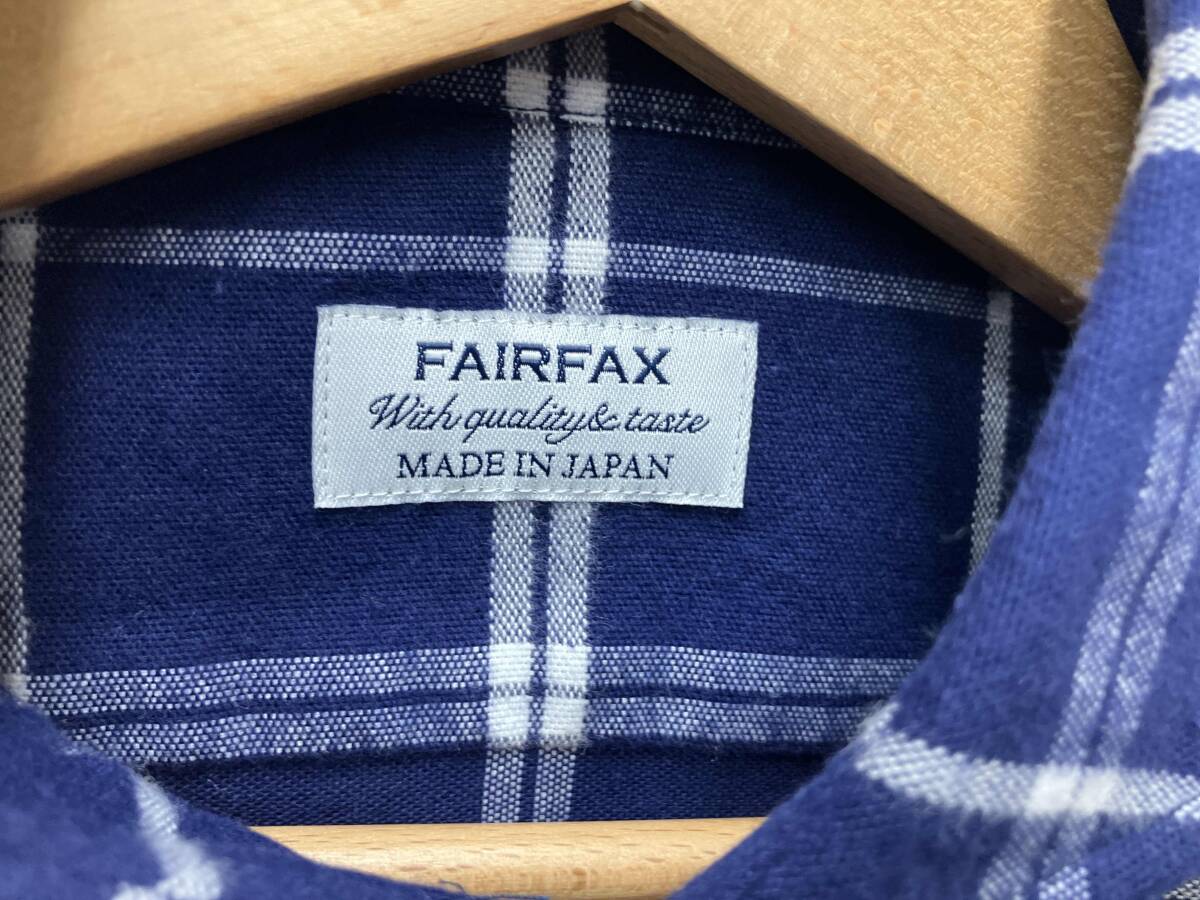 FAIRFAX
With quality & taste
MADE IN JAPAN